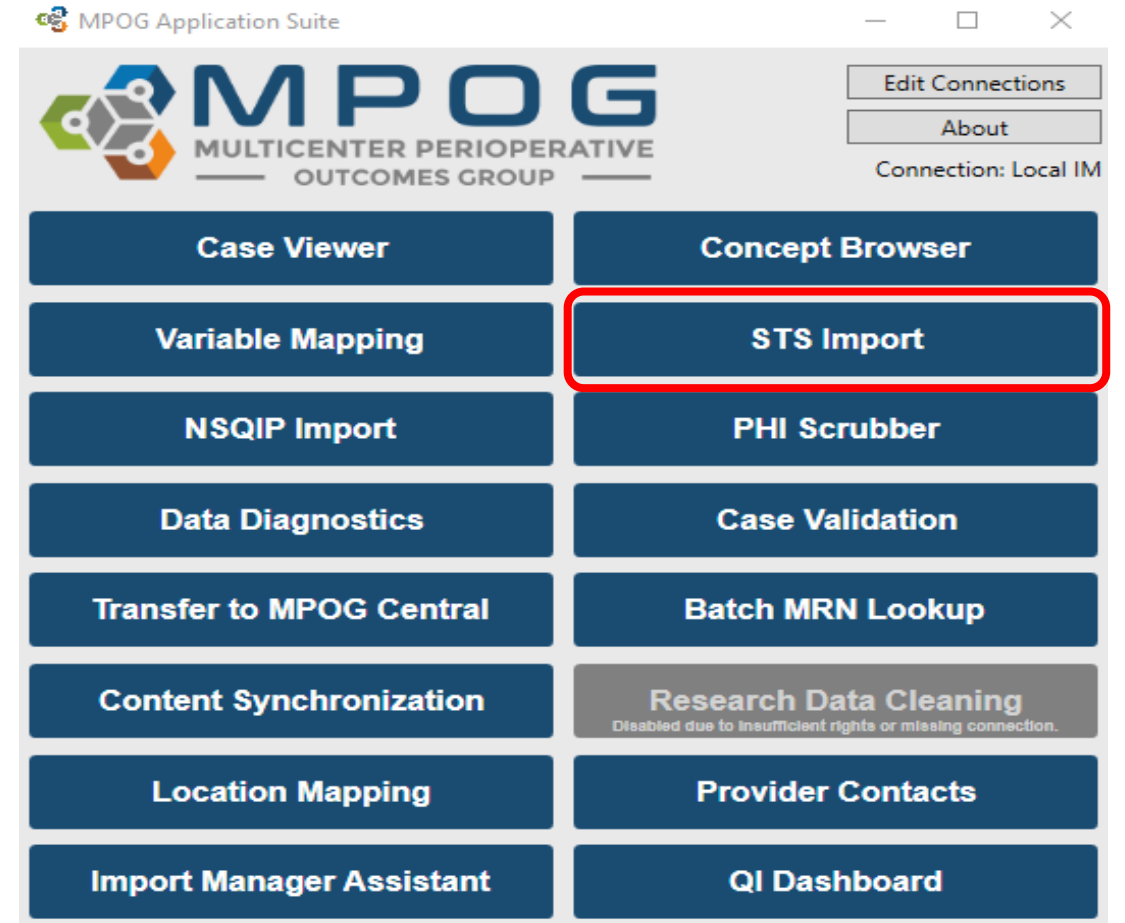 MPOG Application Suite
MPOG
MULTICENTER PERIOPERATIVE
OUTCOMES GROUP
Edit Connections
About
Connection: Local IM
Case Viewer
Concept Browser
Variable Mapping
STS Import
NSQIP Import
PHI Scrubber
Data Diagnostics
Case Validation
Transfer to MPOG Central
Batch MRN Lookup
Content Synchronization
Research Data Cleaning
Disabled due to insufficient rights or missing connection.
Location Mapping
Provider Contacts
Import Manager Assistant
QI Dashboard